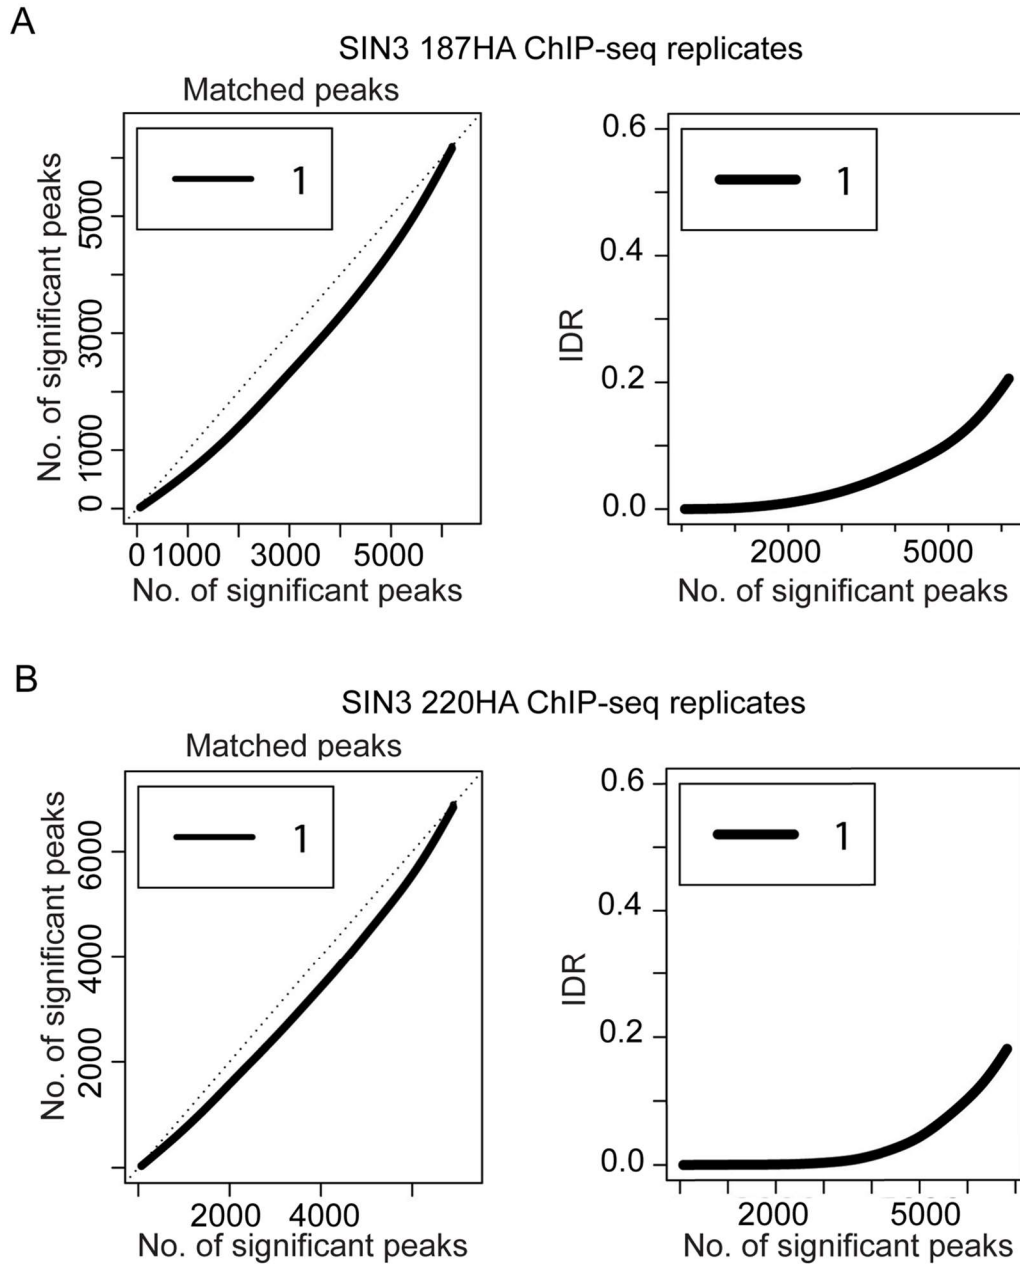 A
SIN3 187HA ChIP-seq replicates
Matched peaks
No. of significant peaks
5000
3000
1000
0
1
0 1000 3000 5000
No. of significant peaks
IDR
0.6
0.4
0.2
0.0
1
2000 5000
No. of significant peaks
B
SIN3 220HA ChIP-seq replicates
Matched peaks
No. of significant peaks
6000
4000
2000
1
2000 4000
No. of significant peaks
IDR
0.6
0.4
0.2
0.0
1
2000 5000
No. of significant peaks